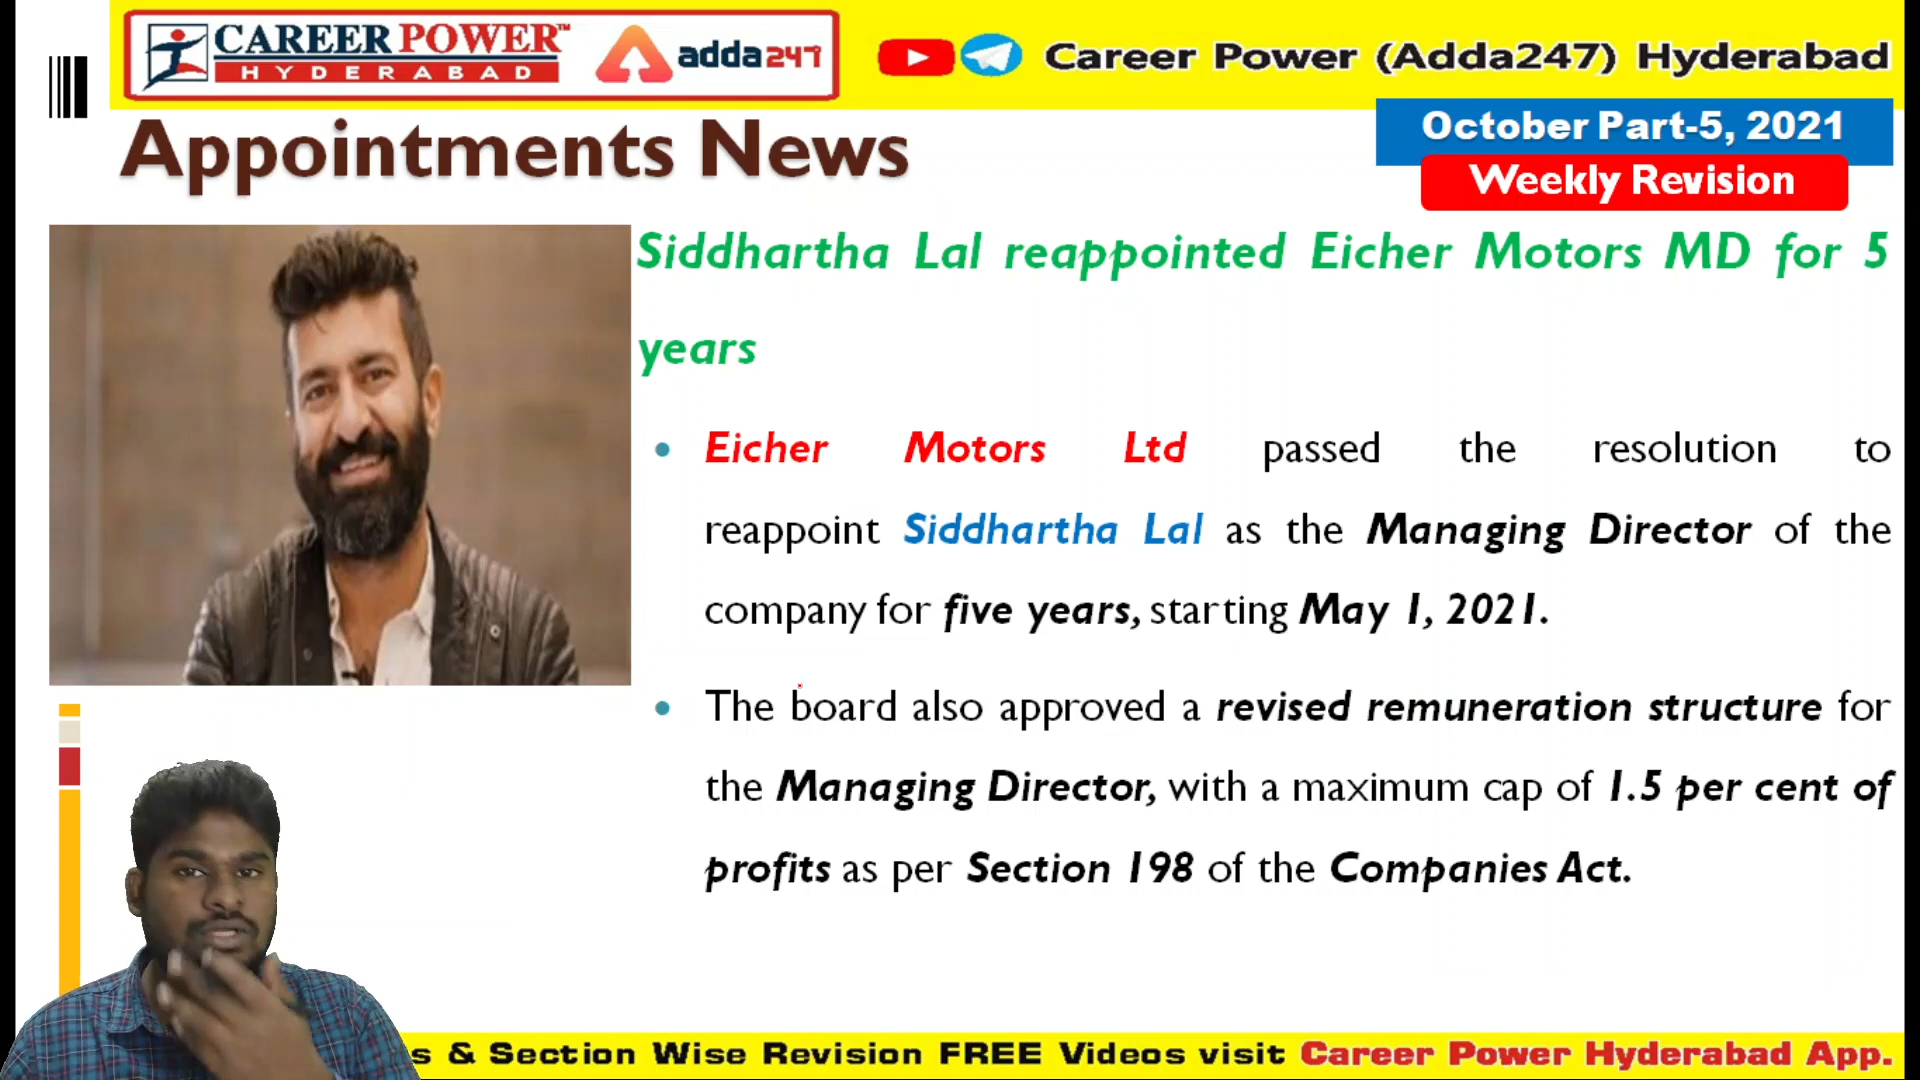 CAREER POWER™
HYDERABAD
adda247
Career Power (Adda247) Hyderabad
Appointments News
October Part-5, 2021
Weekly Revision
Siddhartha Lal reappointed Eicher Motors MD for 5
years
Eicher Motors Ltd passed the resolution to
reappoint Siddhartha Lal as the Managing Director of the
company for five years, starting May 1, 2021.
The board also approved a revised remuneration structure for
the Managing Director, with a maximum cap of 1.5 per cent of
profits as per Section 198 of the Companies Act.
s & Section Wise Revision FREE Videos visit Career Power Hyderabad App.